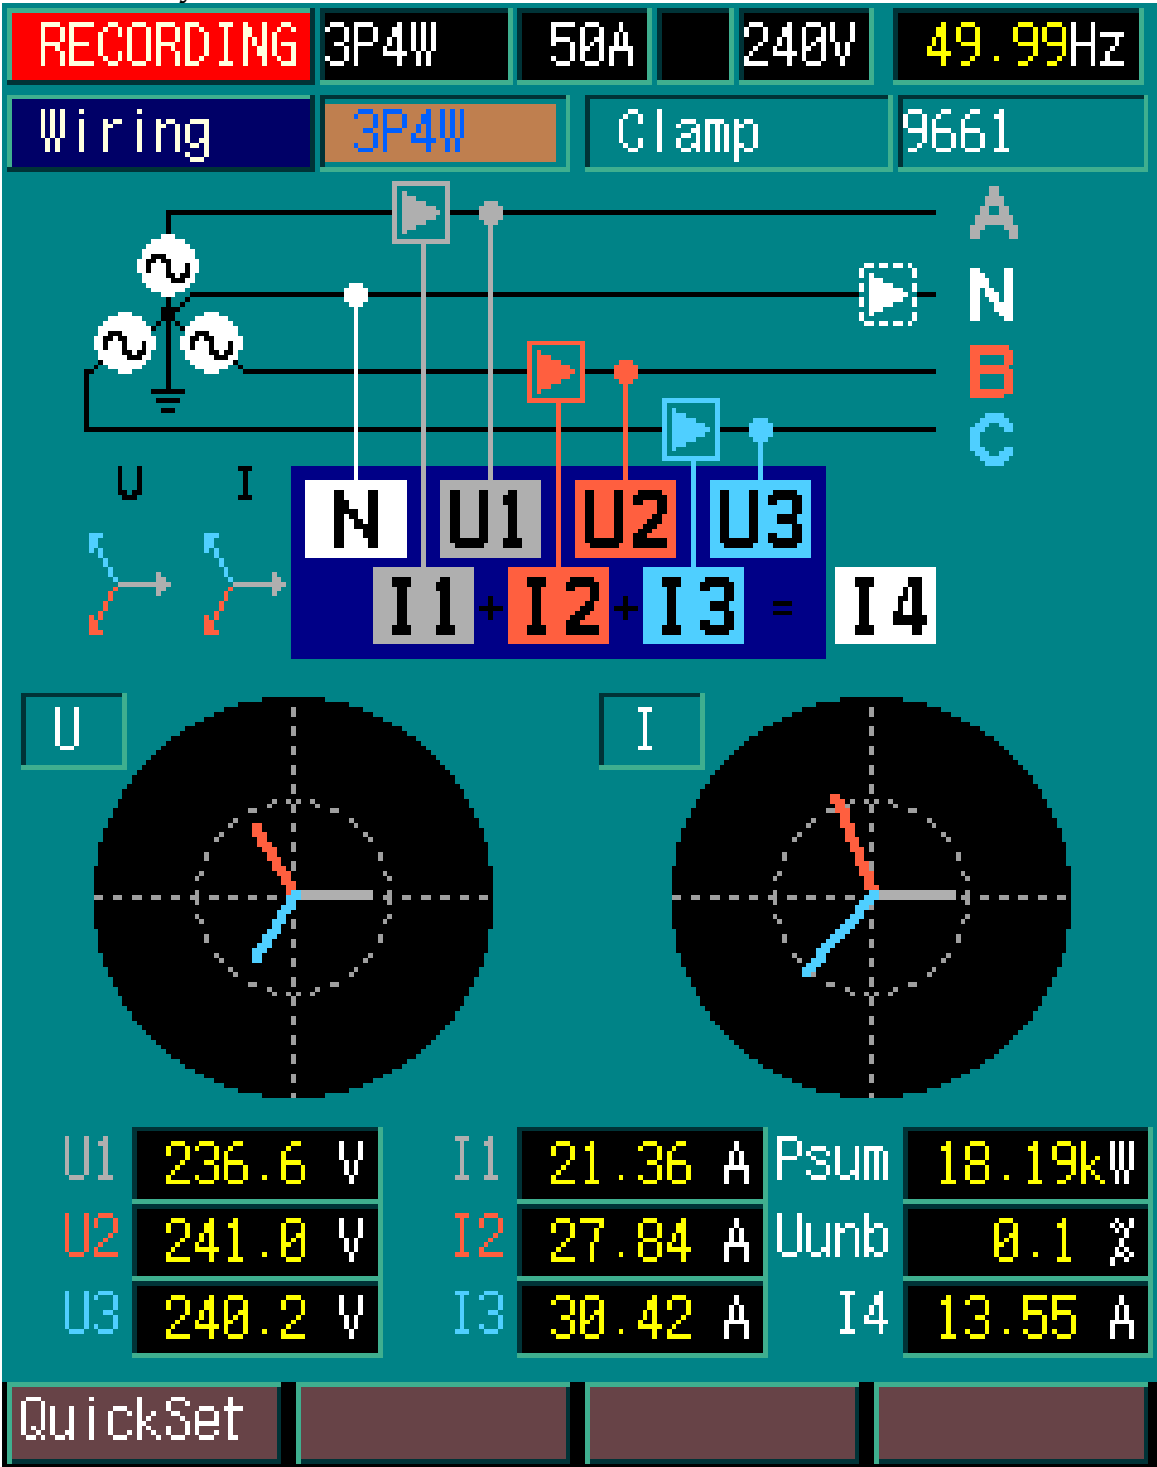 RECORDING 3P4W 50A 240V 49.99Hz
Wiring 3P4W Clamp 9661
A
N
B
C
U I
N U1 U2 U3
I1 + I2 + I3 = I4
U I
U1 236.6 V I1 21.36 A Psum 18.19kW
U2 241.0 V I2 27.84 A Uunb 0.1 %
U3 240.2 V I3 30.42 A I4 13.55 A
QuickSet